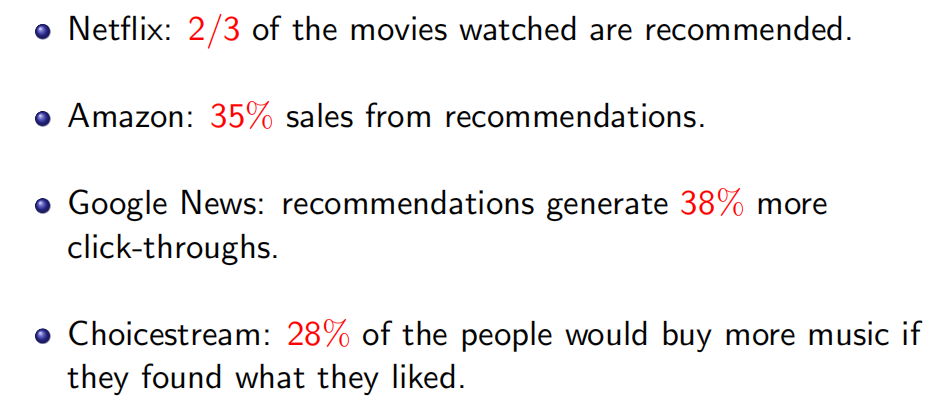 Netflix: 2/3 of the movies watched are recommended.
Amazon: 35% sales from recommendations.
Google News: recommendations generate 38% more
click-throughs.
Choicestream: 28% of the people would buy more music if
they found what they liked.